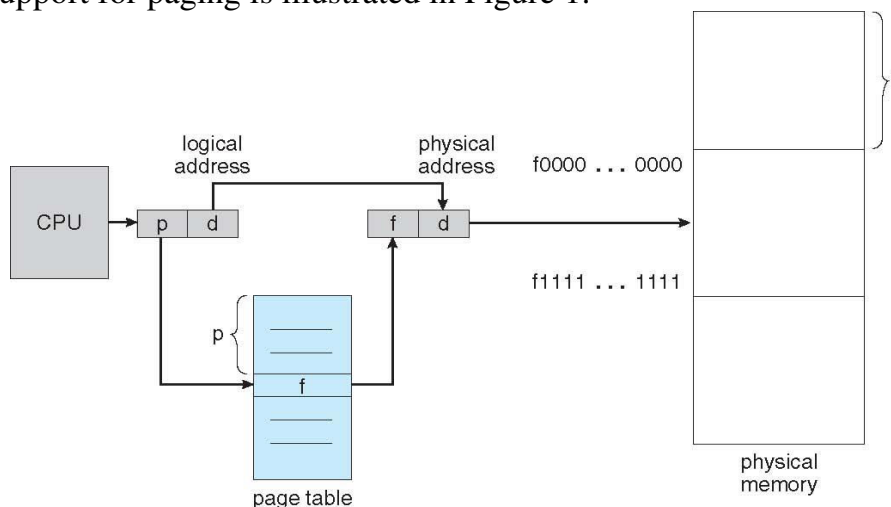 upport for paging is illustrated in Figure 1.
logical
address
physical
address
f0000 ... 0000
CPU
p d
f d
f1111 ... 1111
p
f
page table
physical
memory